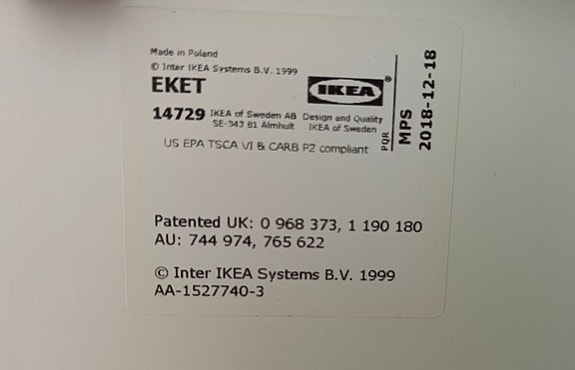 Made in Poland
© Inter IKEA Systems B.V. 1999
EKET
IKEA®
14729 IKEA of Sweden AB Design and Quality
SE-343 81 Älmhult IKEA of Sweden
US EPA TSCA VI & CARB P2 compliant
PQR
MPS
2018-12-18
Patented UK: 0 968 373, 1 190 180
AU: 744 974, 765 622
© Inter IKEA Systems B.V. 1999
AA-1527740-3